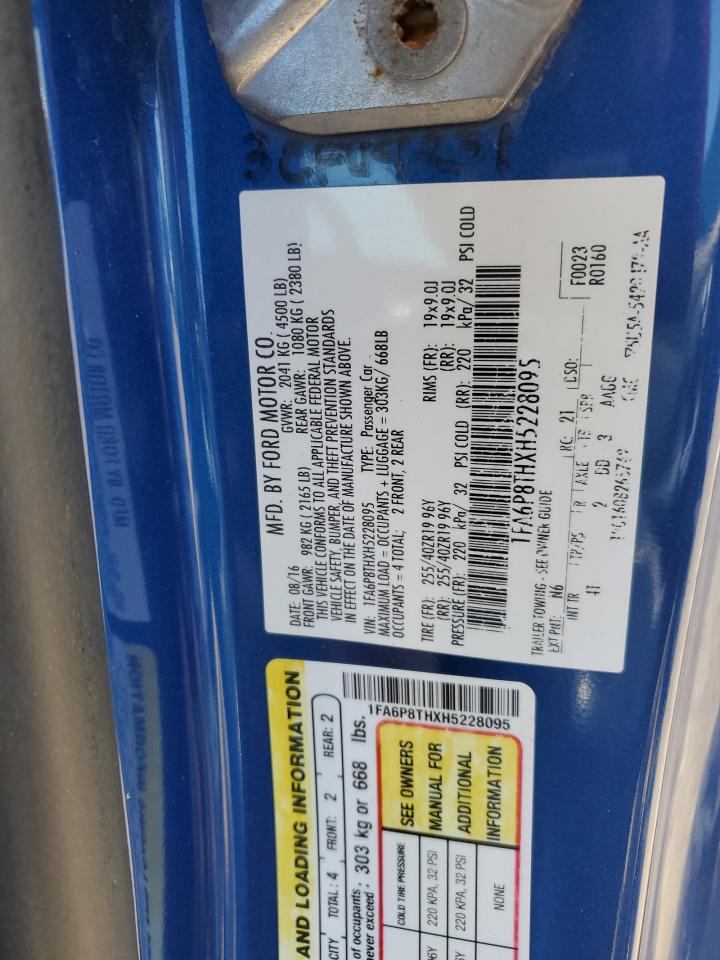 MFD. BY FORD MOTOR CO.
DATE: 08/16 GVWR: 2041 KG ( 4500 LB)
FRONT GAWR: 982 KG ( 2165 LB) REAR GAWR: 1080 KG ( 2380 LB)
THIS VEHICLE CONFORMS TO ALL APPLICABLE FEDERAL MOTOR
VEHICLE SAFETY, BUMPER, AND THEFT PREVENTION STANDARDS
IN EFFECT ON THE DATE OF MANUFACTURE SHOWN ABOVE.
VIN: 1FA6P8THXH5228095 TYPE: Passenger Car
MAXIMUM LOAD = OCCUPANTS + LUGGAGE = 303KG/ 668LB
OCCUPANTS = 4 TOTAL; 2 FRONT, 2 REAR
TIRE (FR): 255/40ZR19 96Y RIMS (FR): 19x9.0J
(RR): 255/40ZR19 96Y (RR): 19x9.0J
PRESSURE (FR): 220 kPa/ 32 PSI COLD (RR): 220 kPa/ 32 PSI COLD
1FA6P8THXH5228095
TRAILER TOWING - SEE OWNER GUIDE
EXT PNT: N6 RC: 21 DSO: F0023
INT TR TP/PS R AXLE TR SPR R0160
2 3 AADG
AND LOADING INFORMATION
CITY TOTAL : 4 FRONT: 2 REAR: 2
of occupants
never exceed : 303 kg or 668 lbs.
1FA6P8THXH5228095
COLD TIRE PRESSURE
220 KPA, 32 PSI
220 KPA, 32 PSI
NONE
SEE OWNERS
MANUAL FOR
ADDITIONAL
INFORMATION